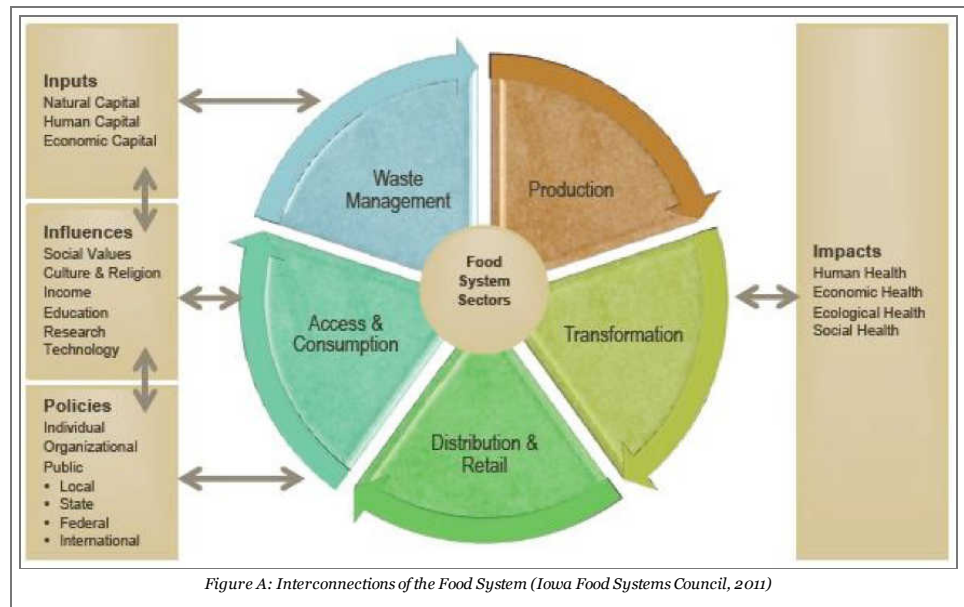 Inputs
Natural Capital
Human Capital
Economic Capital
Influences
Social Values
Culture & Religion
Income
Education
Research
Technology
Policies
Individual
Organizational
Public
• Local
• State
• Federal
• International
Waste
Management
Production
Food
System
Sectors
Access &
Consumption
Transformation
Distribution &
Retail
Impacts
Human Health
Economic Health
Ecological Health
Social Health
Figure A: Interconnections of the Food System (Iowa Food Systems Council, 2011)